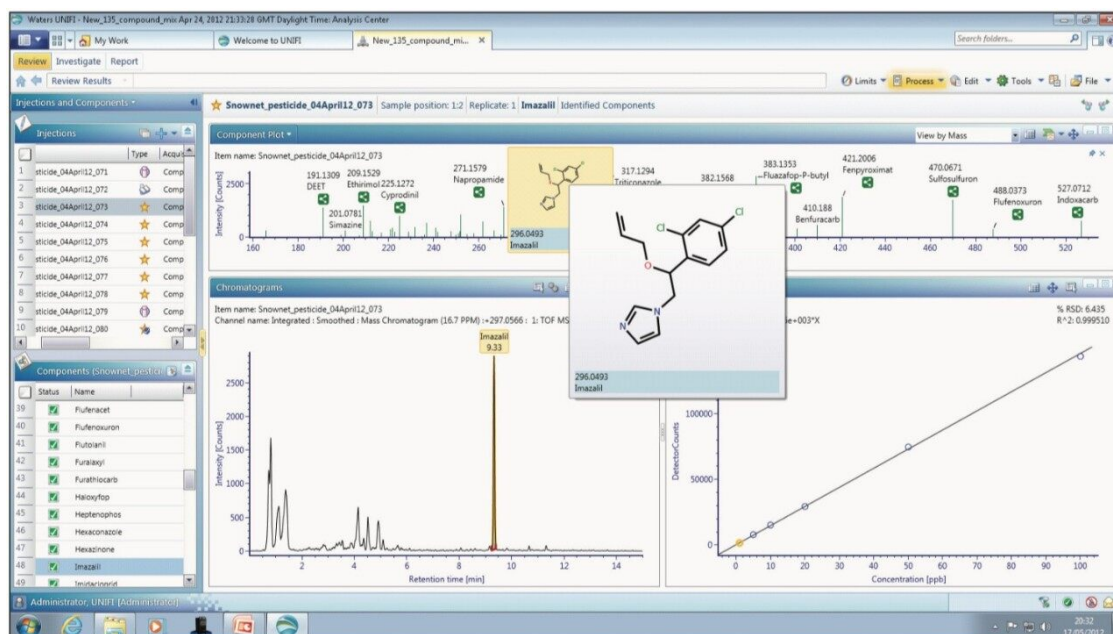 Waters UNIFI - New_135_compound_mix Apr 24, 2012 21:33:28 GMT Daylight Time: Analysis Center
My Work
Welcome to UNIFI
New_135_compound_mi... ×
Search folders...
Review Investigate Report
Review Results
Limits Process Edit Tools File
Injections and Components
Snownet_pesticide_04April12_073 Sample position: 1:2 Replicate: 1 Imazalil Identified Components
Injections
Type Acquis
1 sticide_04April12_071 Comp
2 sticide_04April12_072 Comp
3 sticide_04April12_073 Comp
4 sticide_04April12_074 Comp
5 sticide_04April12_075 Comp
6 sticide_04April12_076 Comp
7 sticide_04April12_077 Comp
8 sticide_04April12_078 Comp
9 sticide_04April12_079 Comp
10 sticide_04April12_080 Comp
Components (Snownet_pestici
Status Name
39 Flufenacet
40 Flufenoxuron
41 Flutolanil
42 Furalaxyl
43 Furathiocarb
44 Haloxyfop
45 Heptenophos
46 Hexaconazole
47 Hexazinone
48 Imazalil
49 Imidacloprid
Component Plot
View by Mass
Item name: Snownet_pesticide_04April12_073
Intensity [Counts]
2500
0
191.1309
DEET
201.0781
Simazine
209.1529
Ethirimol
225.1272
Cyprodinil
271.1579
Napropamide
296.0493
Imazalil
317.1294
Triticonazole
382.1568
383.1353
Fluazafop-P-butyl
410.188
Benfuracarb
421.2006
Fenpyroximat
470.0671
Sulfosulfuron
488.0373
Flufenoxuron
527.0712
Indoxacarb
160 180 200 220 240 260 400 420 440 460 480 500 520
Cl
Cl
O
N
N
296.0493
Imazalil
Chromatograms
Item name: Snownet_pesticide_04April12_073
Channel name: Integrated : Smoothed : Mass Chromatogram (16.7 PPM) :+297.0566 : 1: TOF MS
Imazalil
9.33
Intensity [Counts]
2500
2000
1500
1000
500
0
2 4 6 8 10 12 14
Retention time [min]
ie+003*X
% RSD: 6.435
R^2: 0.999510
DetectorCounts
100000
50000
0
0 10 20 30 40 50 60 70 80 90 100
Concentration [ppb]
Administrator, UNIFI (Administrator)
20:32
17/05/2012